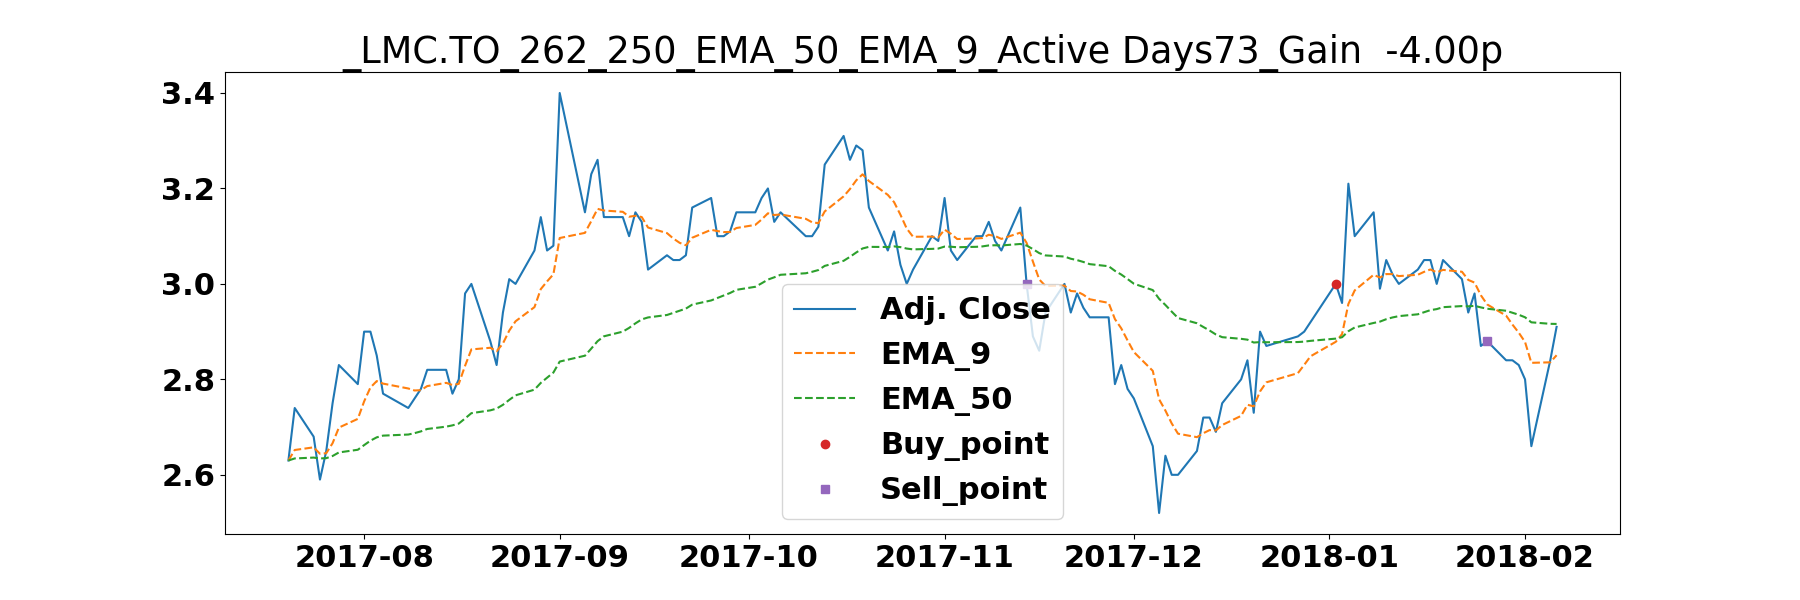 _LMC.TO_262_250_EMA_50_EMA_9_Active Days73_Gain  -4.00p
3.4
3.2
3.0
2.8
2.6
Adj. Close
EMA_9
EMA_50
Buy_point
Sell_point
2017-08 2017-09 2017-10 2017-11 2017-12 2018-01 2018-02